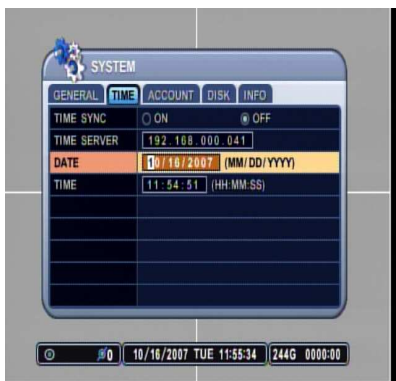 SYSTEM
GENERAL TIME ACCOUNT DISK INFO
TIME SYNC ON OFF
TIME SERVER 192.168.000.041
DATE 10/16/2007 (MM/DD/YYYY)
TIME 11:54:51 (HH:MM:SS)
0 10/16/2007 TUE 11:55:34 244G 0000:00